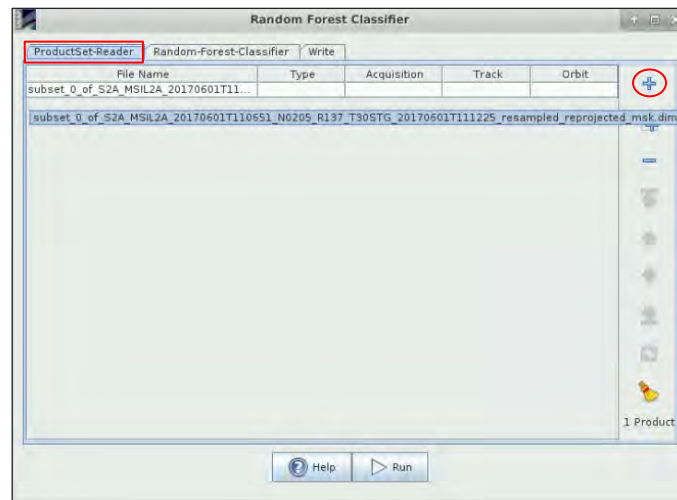 Random Forest Classifier
ProductSet-Reader Random-Forest-Classifier Write
File Name Type Acquisition Track Orbit
subset_0_of_S2A_MSIL2A_20170601T11...
subset_0_of_S2A_MSIL2A_20170601T110651_N0205_R137_T30STG_20170601T111225_resampled_reprojected_msk.dim
1 Product
Help Run